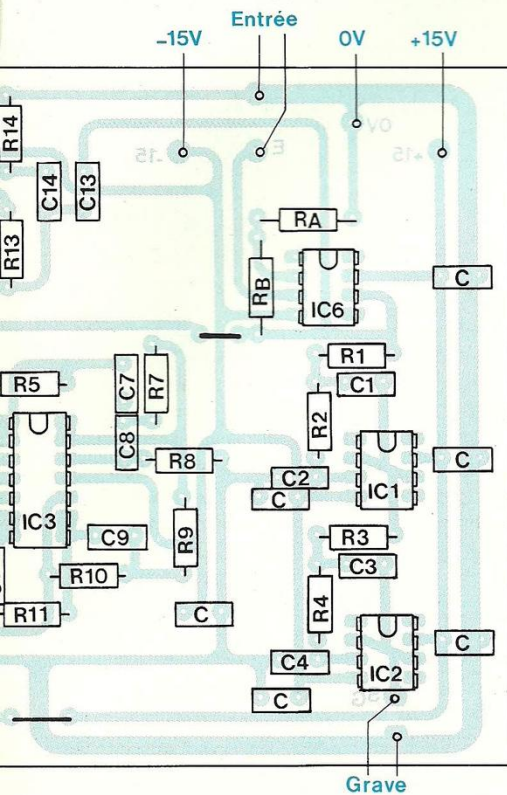 Entrée
-15V
0V
+15V
R14
0V
-15
E
+15
C14
C13
RA
R13
RB
C
IC6
R1
R5
C7
R7
C1
R2
C8
R8
C
C2
IC1
C
IC3
C9
R9
R3
C3
R10
R4
R11
C
C
C4
IC2
C
SG
Grave